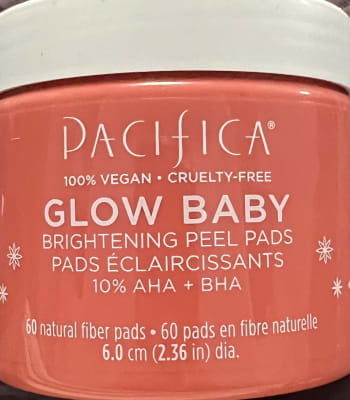 PACIFICA®
100% VEGAN • CRUELTY-FREE
GLOW BABY
BRIGHTENING PEEL PADS
PADS ÉCLAIRCISSANTS
10% AHA + BHA
60 natural fiber pads • 60 pads en fibre naturelle
6.0 cm (2.36 in) dia.